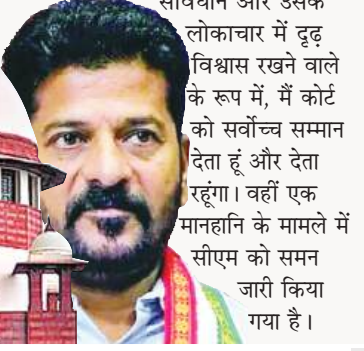 संविधान और उसके
लोकाचार में दृढ़
विश्वास रखने वाले
के रूप में, मैं कोर्ट
को सर्वोच्च सम्मान
देता हूं और देता
रहूंगा। वहीं एक
मानहानि के मामले में
सीएम को समन
जारी किया
गया है।